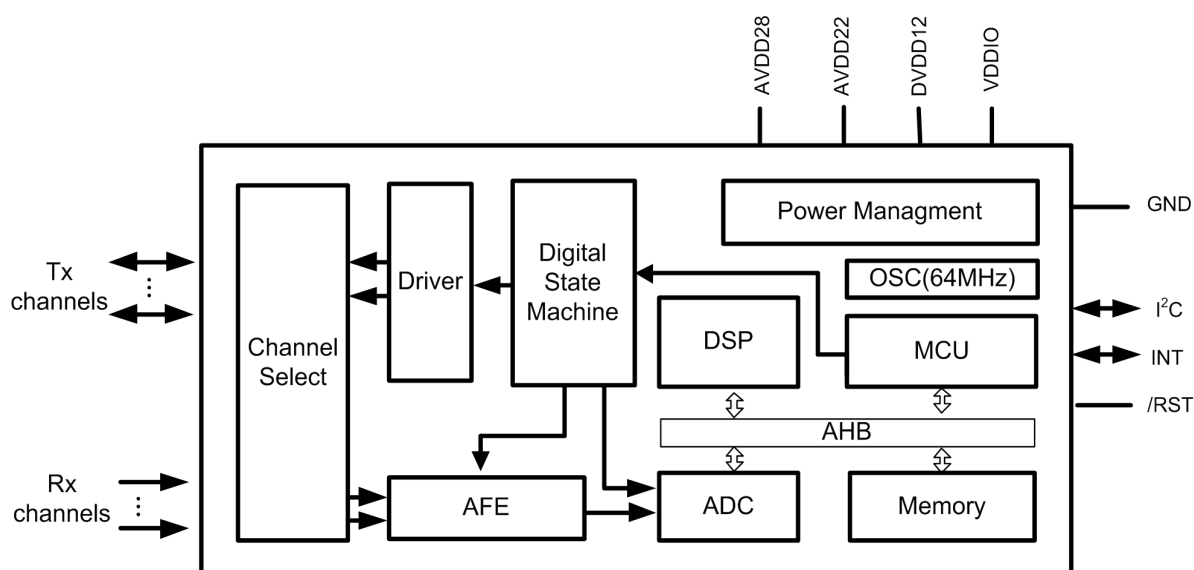 AVDD28
AVDD22
DVDD12
VDDIO
Power Managment
GND
Tx
channels
Channel
Select
Driver
Digital
State
Machine
OSC(64MHz)
DSP
MCU
I²C
INT
/RST
AHB
Rx
channels
AFE
ADC
Memory